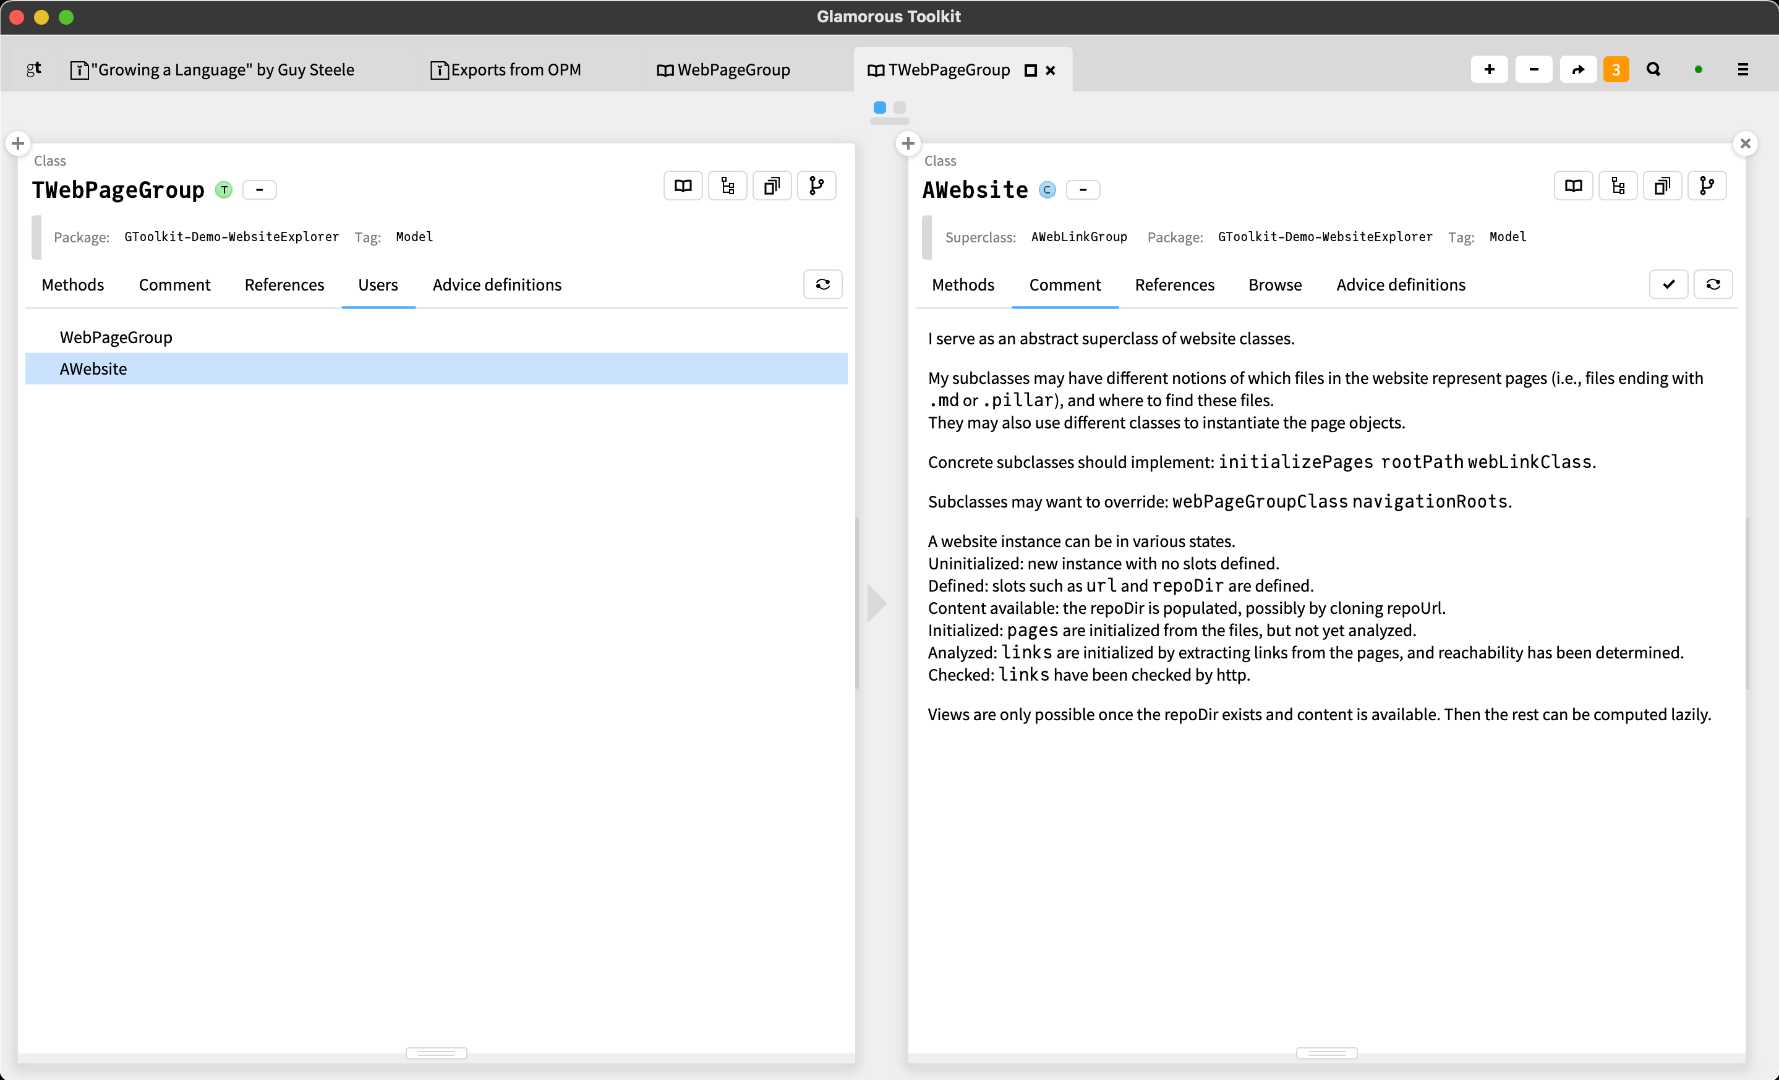 Glamorous Toolkit
gt
"Growing a Language" by Guy Steele
Exports from OPM
WebPageGroup
TWebPageGroup
3
Class
TWebPageGroup T
Package: GToolkit-Demo-WebsiteExplorer Tag: Model
Methods Comment References Users Advice definitions
WebPageGroup
AWebsite
Class
AWebsite C
Superclass: AWebLinkGroup Package: GToolkit-Demo-WebsiteExplorer Tag: Model
Methods Comment References Browse Advice definitions
I serve as an abstract superclass of website classes.
My subclasses may have different notions of which files in the website represent pages (i.e., files ending with
.md or .pillar), and where to find these files.
They may also use different classes to instantiate the page objects.
Concrete subclasses should implement: initializePages rootPath webLinkClass.
Subclasses may want to override: webPageGroupClass navigationRoots.
A website instance can be in various states.
Uninitialized: new instance with no slots defined.
Defined: slots such as url and repoDir are defined.
Content available: the repoDir is populated, possibly by cloning repoUrl.
Initialized: pages are initialized from the files, but not yet analyzed.
Analyzed: links are initialized by extracting links from the pages, and reachability has been determined.
Checked: links have been checked by http.
Views are only possible once the repoDir exists and content is available. Then the rest can be computed lazily.